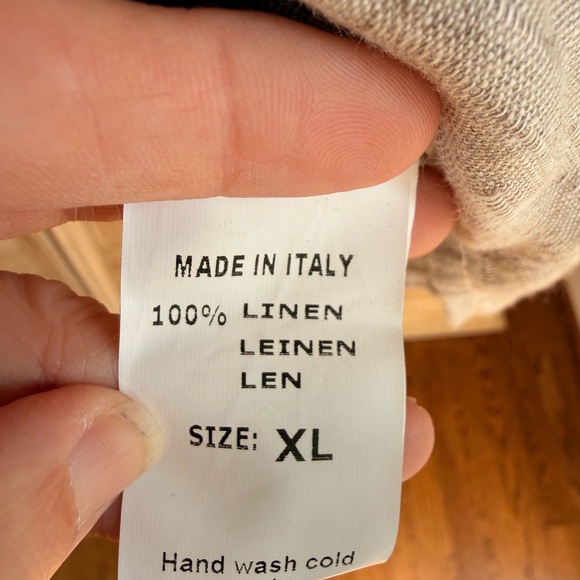 MADE IN ITALY
100% LINEN
LEINEN
LEN
SIZE: XL
Hand wash cold